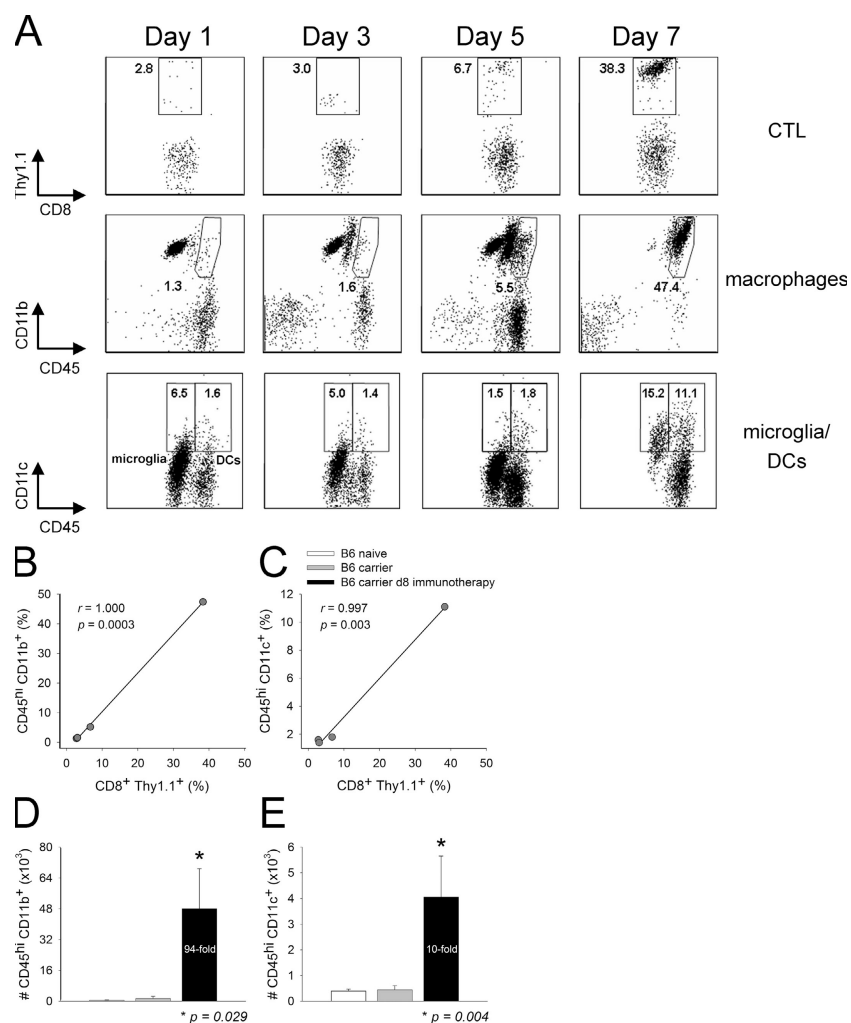 A
Day 1 Day 3 Day 5 Day 7
2.8 3.0 6.7 38.3
Thy1.1
CD8
CTL
1.3 1.6 5.5 47.4
CD11b
CD45
macrophages
6.5 1.6 5.0 1.4 1.5 1.8 15.2 11.1
microglia DCs
CD11c
CD45
microglia/
DCs
B
r = 1.000
p = 0.0003
CD45hi CD11b+ (%)
60
50
40
30
20
10
0
0 10 20 30 40 50
CD8+ Thy1.1+ (%)
C
B6 naive
B6 carrier
B6 carrier d8 immunotherapy
r = 0.997
p = 0.003
CD45hi CD11c+ (%)
12
10
8
6
4
2
0 10 20 30 40 50
CD8+ Thy1.1+ (%)
D
# CD45hi CD11b+ (x10³)
80
64
48
32
16
0
*
94-fold
* p = 0.029
E
# CD45hi CD11c+ (x10³)
6
5
4
3
2
1
0
*
10-fold
* p = 0.004